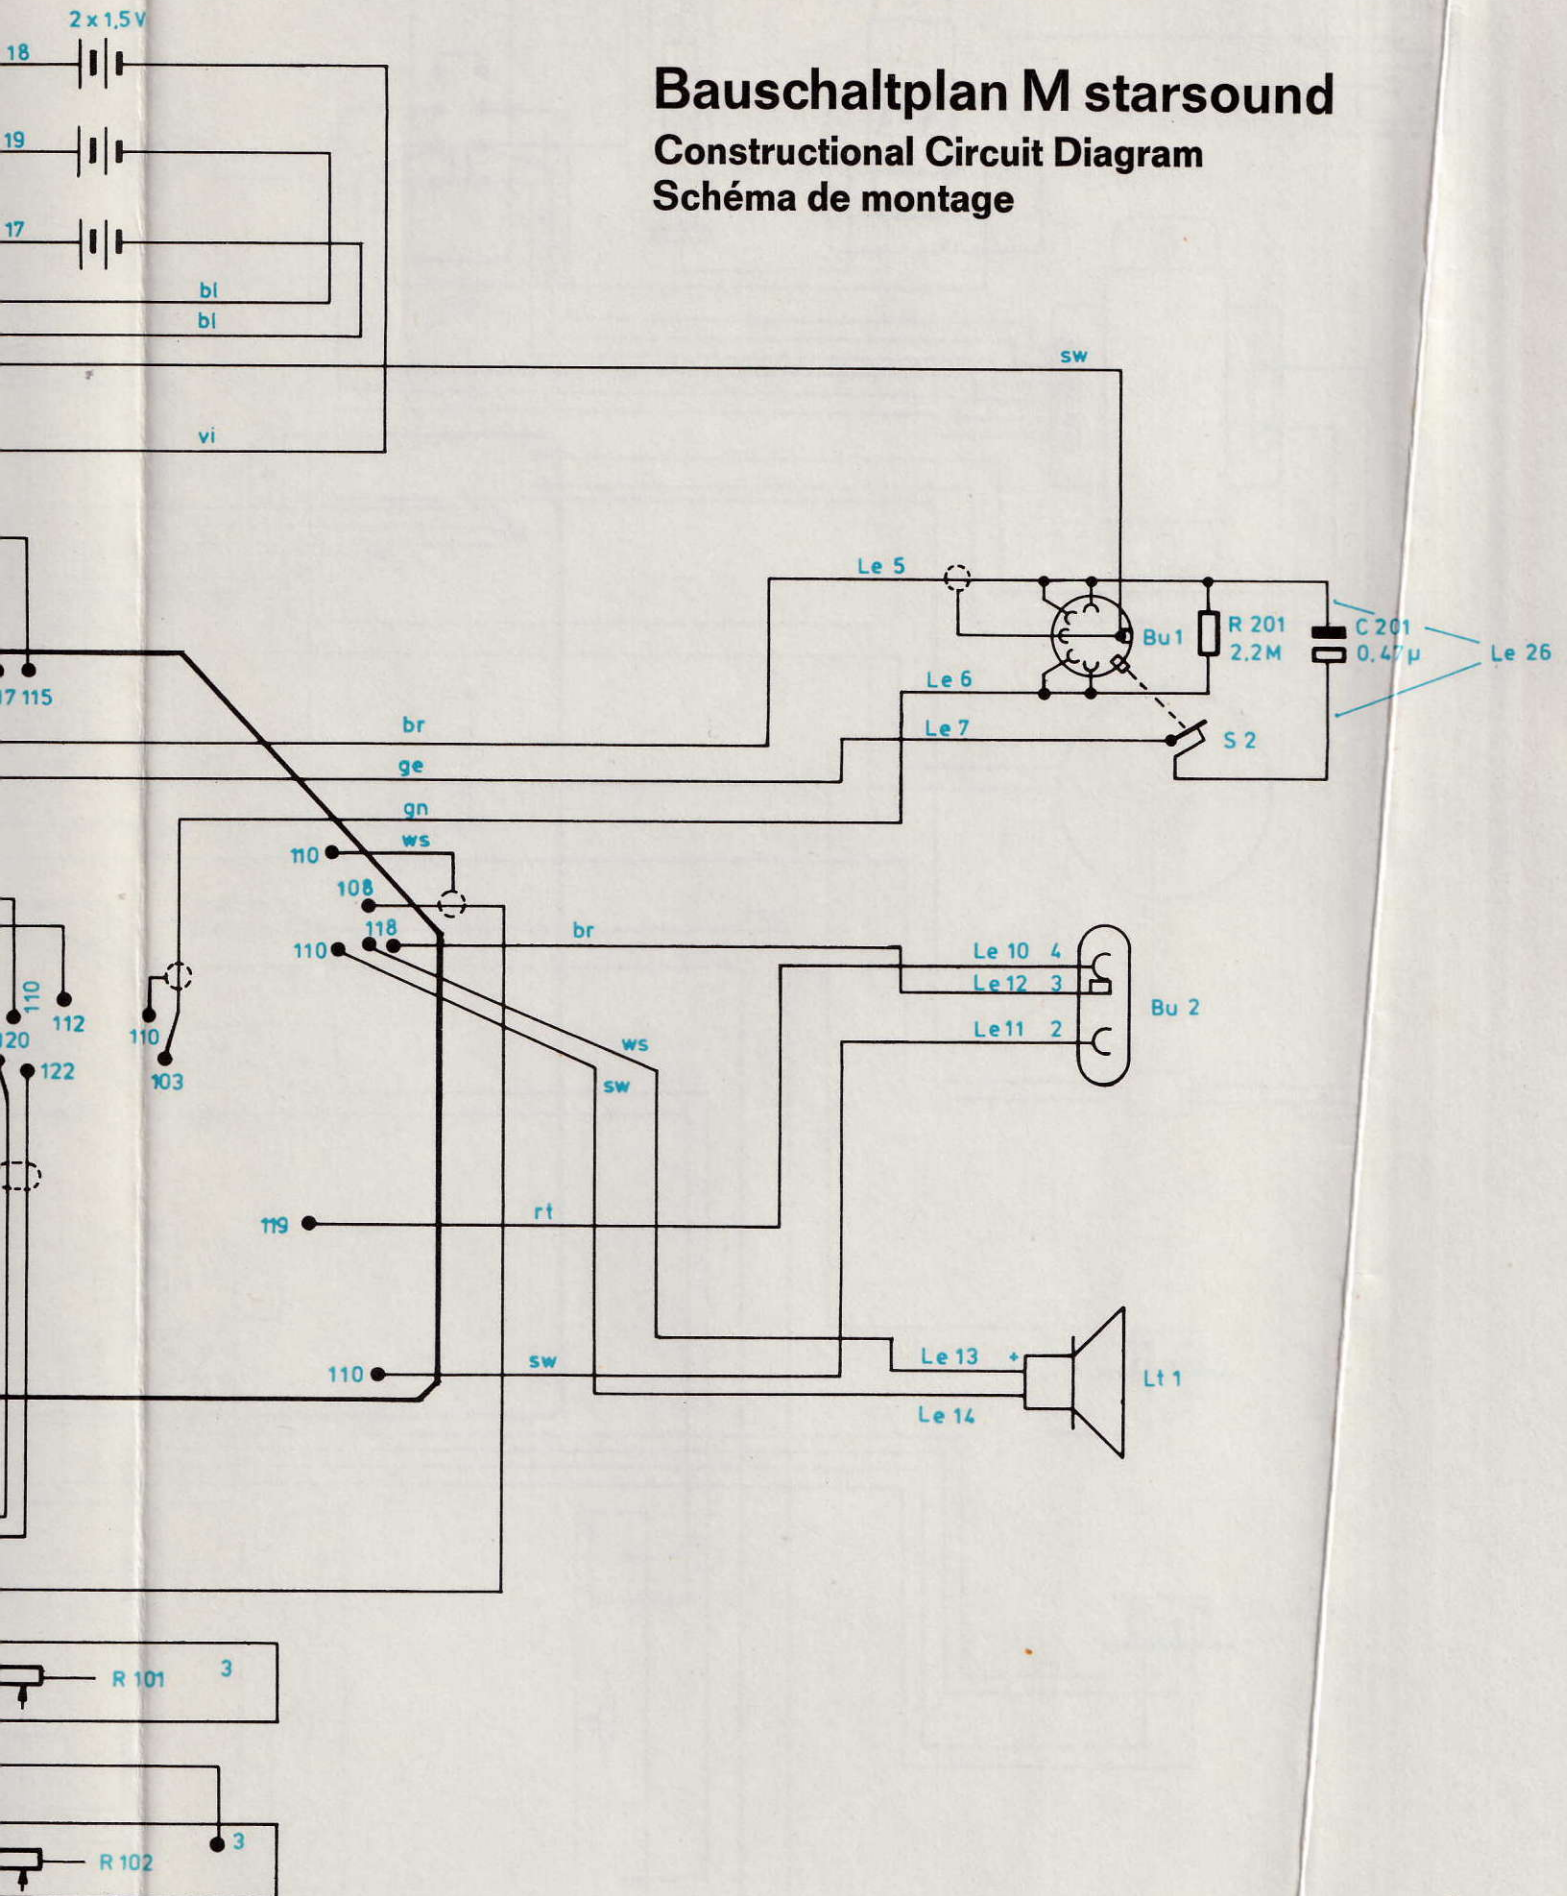 2 x 1,5 V
18
Bauschaltplan M starsound
Constructional Circuit Diagram
Schéma de montage
19
17
bl
bl
sw
vi
Le 5
Bu 1
R 201
2,2M
C 201
0,47µ
Le 26
Le 6
Le 7
S 2
17 115
br
ge
gn
ws
110
108
118
110
br
Le 10 4
Le 12 3
Le 11 2
Bu 2
110
112
120
122
110
103
ws
sw
119
rt
110
sw
Le 13 +
Le 14
Lt 1
R 101 3
3
R 102